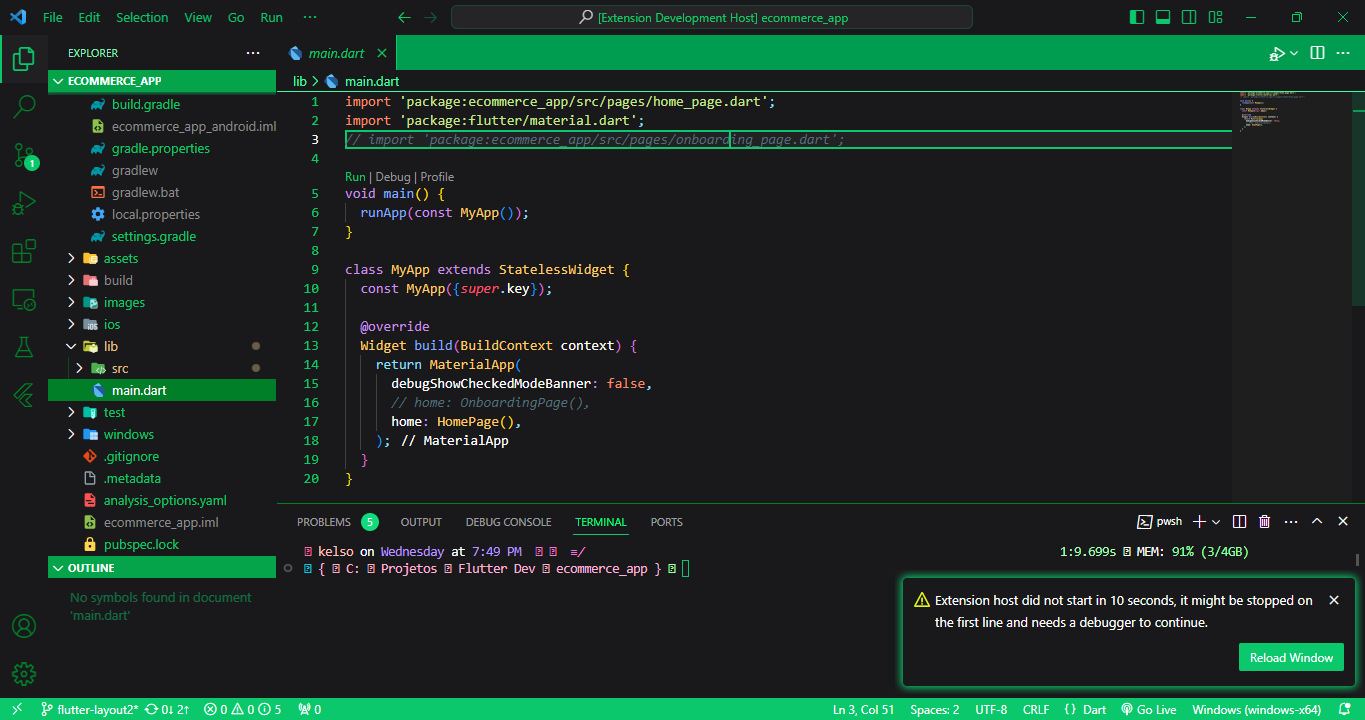 File Edit Selection View Go Run ···
[Extension Development Host] ecommerce_app
EXPLORER
ECOMMERCE_APP
build.gradle
ecommerce_app_android.iml
gradle.properties
gradlew
gradlew.bat
local.properties
settings.gradle
assets
build
images
ios
lib
src
main.dart
test
windows
.gitignore
.metadata
analysis_options.yaml
ecommerce_app.iml
pubspec.lock
OUTLINE
No symbols found in document
'main.dart'
1
main.dart
lib > main.dart
1 import 'package:ecommerce_app/src/pages/home_page.dart';
2 import 'package:flutter/material.dart';
3 // import 'package:ecommerce_app/src/pages/onboarding_page.dart';
4
Run | Debug | Profile
5 void main() {
6 runApp(const MyApp());
7 }
8
9 class MyApp extends StatelessWidget {
10 const MyApp({super.key});
11
12 @override
13 Widget build(BuildContext context) {
14 return MaterialApp(
15 debugShowCheckedModeBanner: false,
16 // home: OnboardingPage(),
17 home: HomePage(),
18 ); // MaterialApp
19 }
20 }
PROBLEMS 5 OUTPUT DEBUG CONSOLE TERMINAL PORTS
pwsh
kelso on Wednesday at 7:49 PM ≡/ 1:9.699s MEM: 91% (3/4GB)
{ C: Projetos Flutter Dev ecommerce_app }
Extension host did not start in 10 seconds, it might be stopped on
the first line and needs a debugger to continue.
Reload Window
flutter-layout2* 0↓ 2↑ 0 0 5 0 Ln 3, Col 51 Spaces: 2 UTF-8 CRLF {} Dart Go Live Windows (windows-x64)